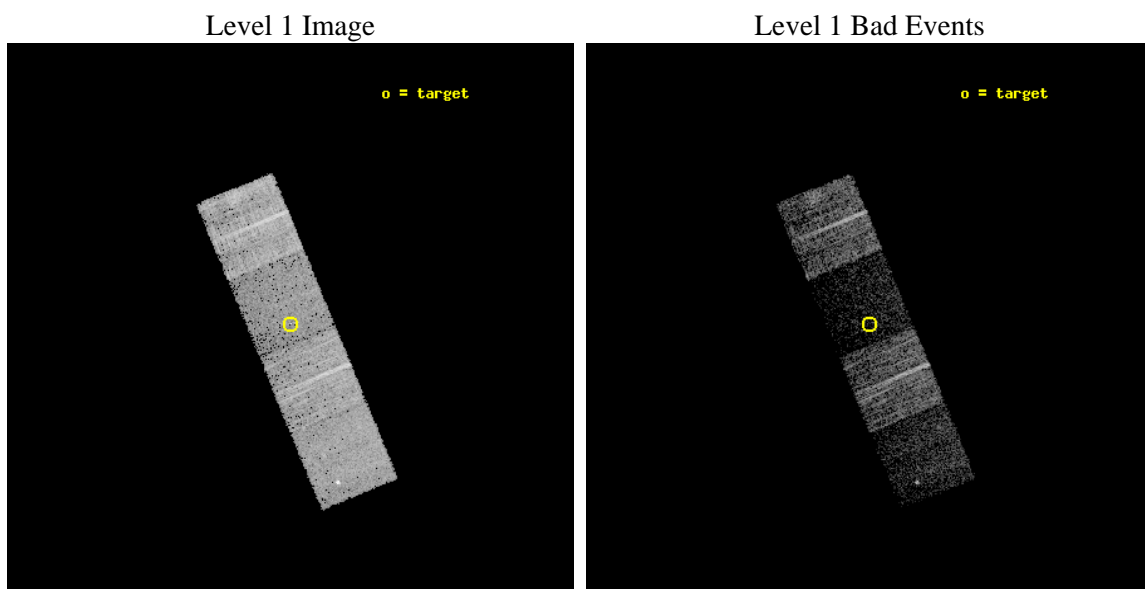 Level 1 Image
Level 1 Bad Events
o = target
o = target